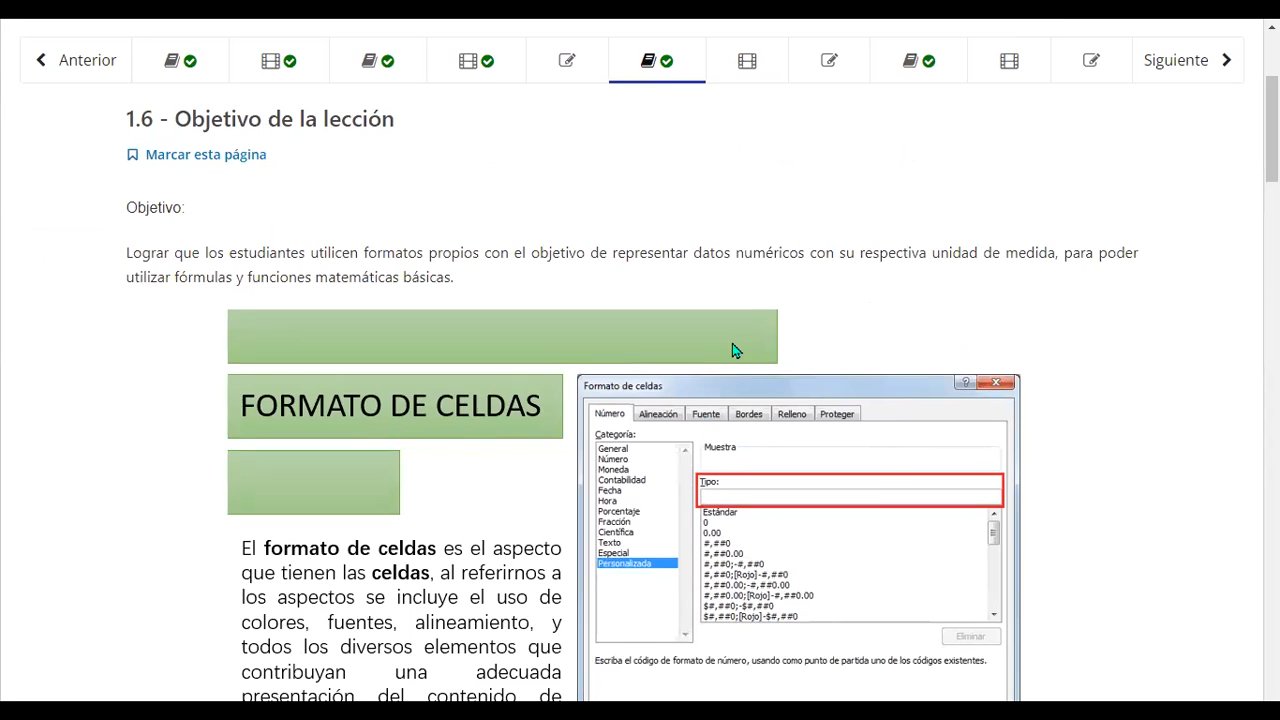 Anterior
Siguiente
1.6 - Objetivo de la lección
Marcar esta página
Objetivo:
Lograr que los estudiantes utilicen formatos propios con el objetivo de representar datos numéricos con su respectiva unidad de medida, para poder
utilizar fórmulas y funciones matemáticas básicas.
FORMATO DE CELDAS
El formato de celdas es el aspecto
que tienen las celdas, al referirnos a
los aspectos se incluye el uso de
colores, fuentes, alineamiento, y
todos los diversos elementos que
contribuyan una adecuada
presentación del contenido de
Formato de celdas
?
Número Alineación Fuente Bordes Relleno Proteger
Categoría:
General
Número
Moneda
Contabilidad
Fecha
Hora
Porcentaje
Fracción
Científica
Texto
Especial
Personalizada
Muestra
Tipo:
Estándar
0
0.00
#,##0
#,##0.00
#,##0;-#,##0
#,##0;[Rojo]-#,##0
#,##0.00;-#,##0.00
#,##0.00;[Rojo]-#,##0.00
$#,##0;-$#,##0
$#,##0;[Rojo]-$#,##0
Eliminar
Escriba el código de formato de número, usando como punto de partida uno de los códigos existentes.